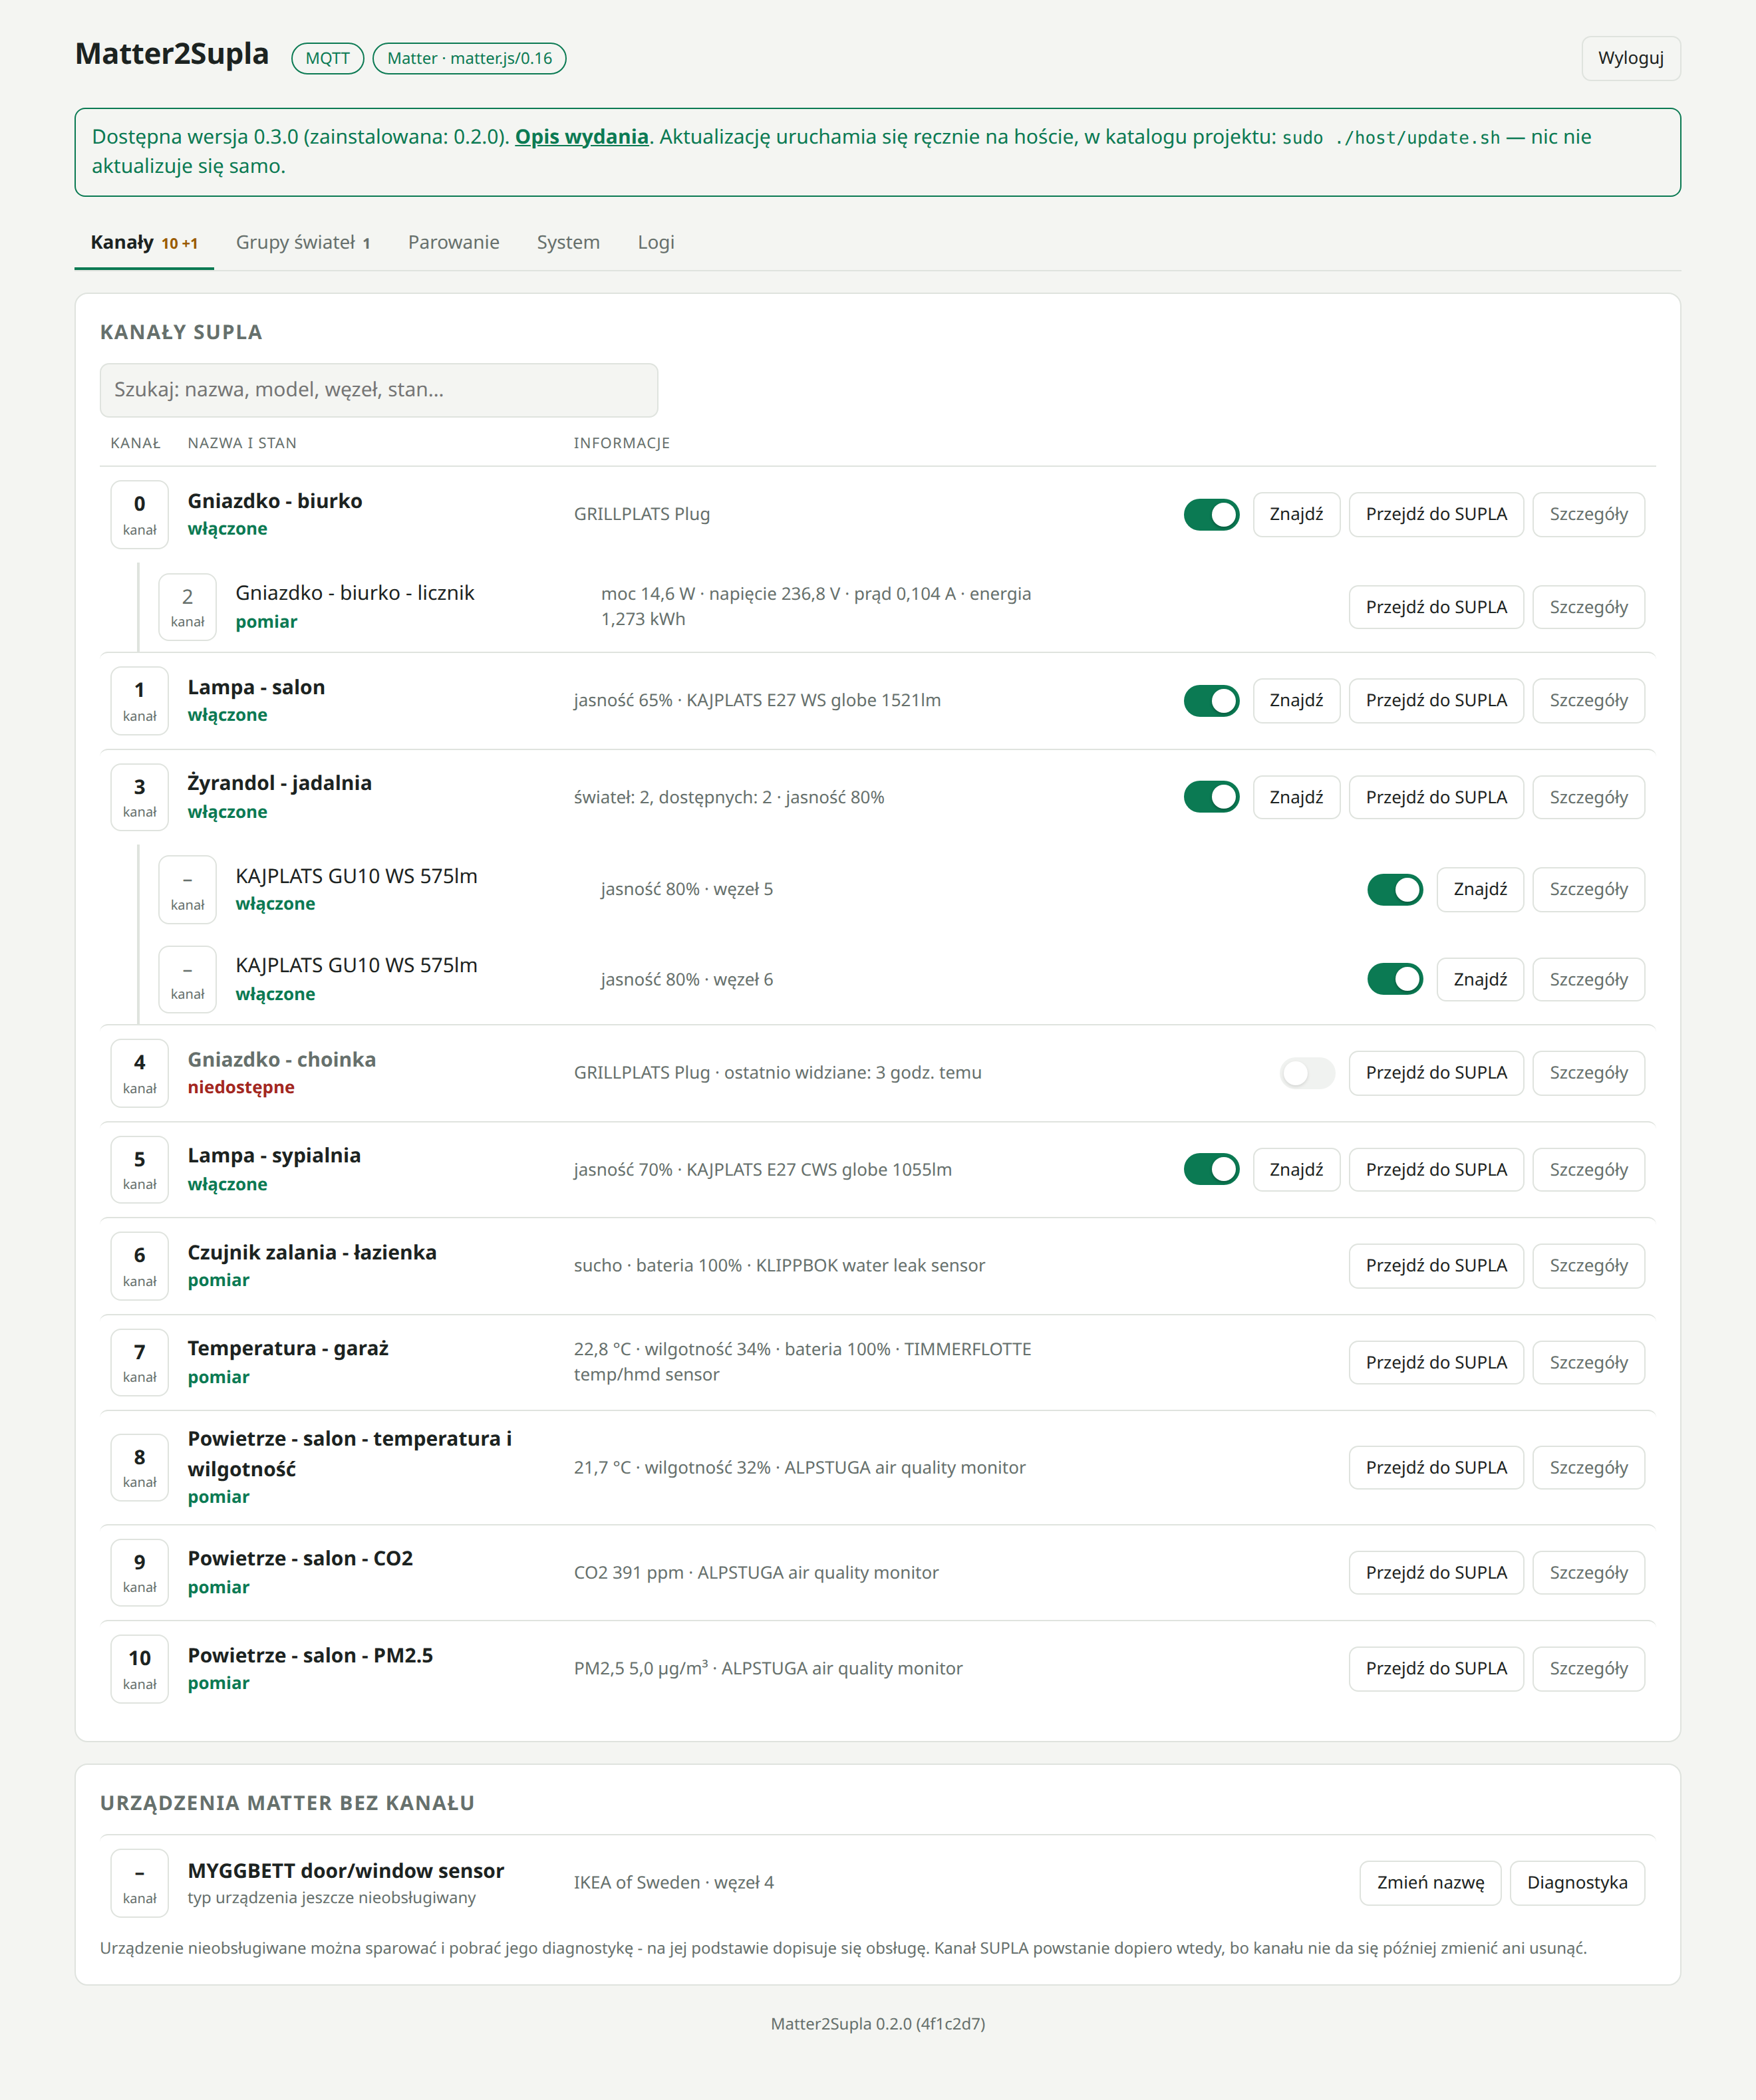 Matter2Supla MQTT Matter · matter.js/0.16 Wyloguj
Dostępna wersja 0.3.0 (zainstalowana: 0.2.0). Opis wydania. Aktualizację uruchamia się ręcznie na hoście, w katalogu projektu: sudo ./host/update.sh — nic nie
aktualizuje się samo.
Kanały 10 +1 Grupy świateł 1 Parowanie System Logi
KANAŁY SUPLA
Szukaj: nazwa, model, węzeł, stan...
KANAŁ NAZWA I STAN INFORMACJE
0 kanał
Gniazdko - biurko
włączone
GRILLPLATS Plug
Znajdź Przejdź do SUPLA Szczegóły
2 kanał
Gniazdko - biurko - licznik
pomiar
moc 14,6 W · napięcie 236,8 V · prąd 0,104 A · energia
1,273 kWh
Przejdź do SUPLA Szczegóły
1 kanał
Lampa - salon
włączone
jasność 65% · KAJPLATS E27 WS globe 1521lm
Znajdź Przejdź do SUPLA Szczegóły
3 kanał
Żyrandol - jadalnia
włączone
świateł: 2, dostępnych: 2 · jasność 80%
Znajdź Przejdź do SUPLA Szczegóły
– kanał
KAJPLATS GU10 WS 575lm
włączone
jasność 80% · węzeł 5
Znajdź Szczegóły
– kanał
KAJPLATS GU10 WS 575lm
włączone
jasność 80% · węzeł 6
Znajdź Szczegóły
4 kanał
Gniazdko - choinka
niedostępne
GRILLPLATS Plug · ostatnio widziane: 3 godz. temu
Przejdź do SUPLA Szczegóły
5 kanał
Lampa - sypialnia
włączone
jasność 70% · KAJPLATS E27 CWS globe 1055lm
Znajdź Przejdź do SUPLA Szczegóły
6 kanał
Czujnik zalania - łazienka
pomiar
sucho · bateria 100% · KLIPPBOK water leak sensor
Przejdź do SUPLA Szczegóły
7 kanał
Temperatura - garaż
pomiar
22,8 °C · wilgotność 34% · bateria 100% · TIMMERFLOTTE
temp/hmd sensor
Przejdź do SUPLA Szczegóły
8 kanał
Powietrze - salon - temperatura i
wilgotność
pomiar
21,7 °C · wilgotność 32% · ALPSTUGA air quality monitor
Przejdź do SUPLA Szczegóły
9 kanał
Powietrze - salon - CO2
pomiar
CO2 391 ppm · ALPSTUGA air quality monitor
Przejdź do SUPLA Szczegóły
10 kanał
Powietrze - salon - PM2.5
pomiar
PM2,5 5,0 µg/m³ · ALPSTUGA air quality monitor
Przejdź do SUPLA Szczegóły
URZĄDZENIA MATTER BEZ KANAŁU
– kanał
MYGGBETT door/window sensor
typ urządzenia jeszcze nieobsługiwany
IKEA of Sweden · węzeł 4
Zmień nazwę Diagnostyka
Urządzenie nieobsługiwane można sparować i pobrać jego diagnostykę - na jej podstawie dopisuje się obsługę. Kanał SUPLA powstanie dopiero wtedy, bo kanału nie da się później zmienić ani usunąć.
Matter2Supla 0.2.0 (4f1c2d7)